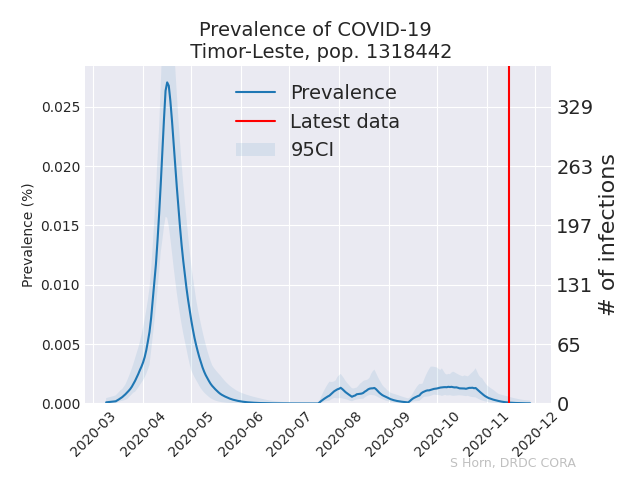 Prevalence of COVID-19
Timor-Leste, pop. 1318442
Prevalence
Latest data
95CI
Prevalence (%)
0.025
0.020
0.015
0.010
0.005
0.000
# of infections
329
263
197
131
65
0
2020-03
2020-04
2020-05
2020-06
2020-07
2020-08
2020-09
2020-10
2020-11
2020-12
S Horn, DRDC CORA